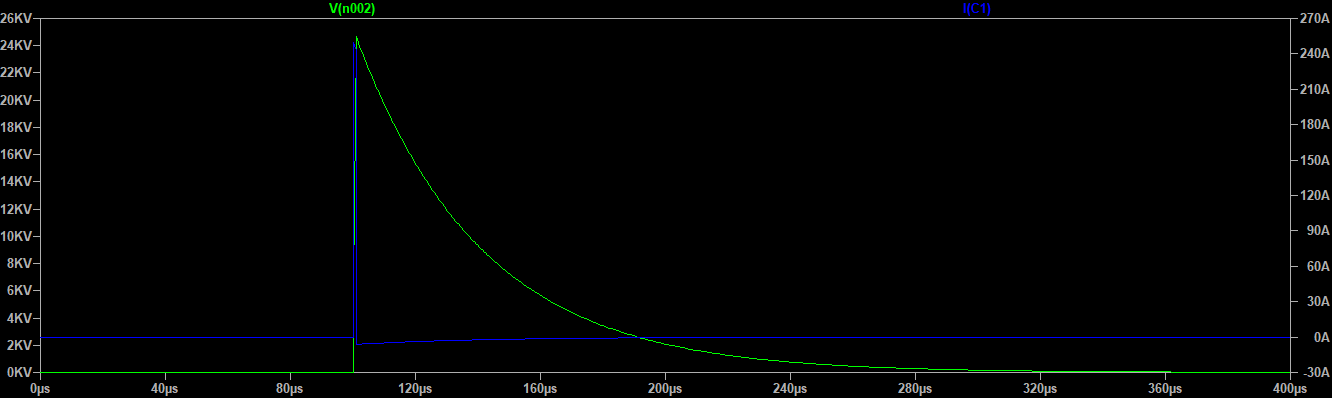 V(n002) I(C1)
26KV 270A
24KV 240A
22KV 210A
20KV 180A
18KV 150A
16KV 120A
14KV 90A
12KV 60A
10KV 30A
8KV 0A
6KV -30A
4KV
2KV
0KV
0µs 40µs 80µs 120µs 160µs 200µs 240µs 280µs 320µs 360µs 400µs